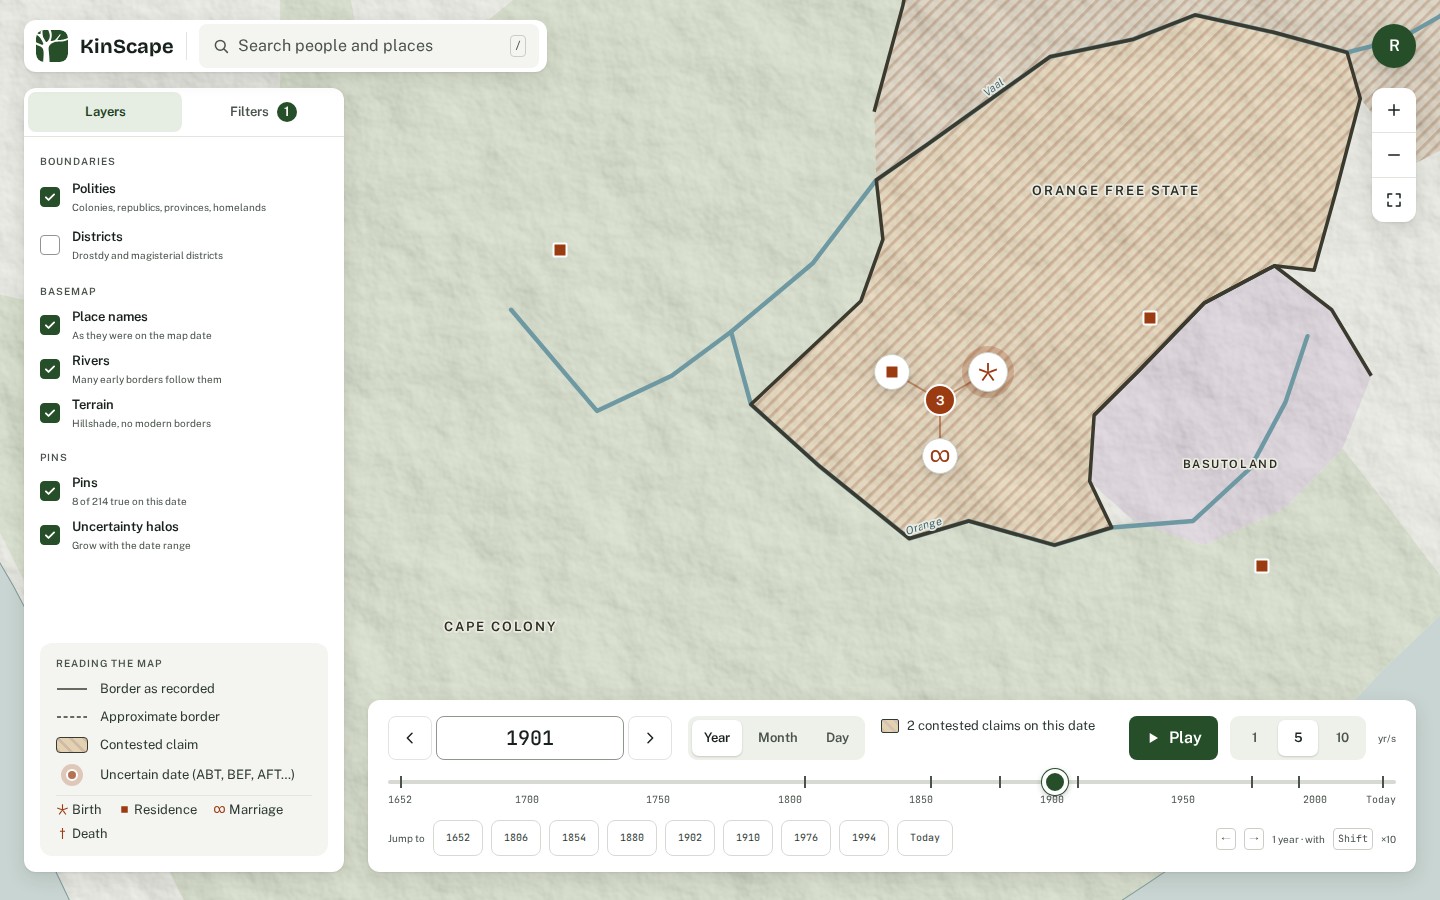 KinScape
Search people and places
/
R
Layers
Filters 1
BOUNDARIES
Polities
Colonies, republics, provinces, homelands
Districts
Drostdy and magisterial districts
BASEMAP
Place names
As they were on the map date
Rivers
Many early borders follow them
Terrain
Hillshade, no modern borders
PINS
Pins
8 of 214 true on this date
Uncertainty halos
Grow with the date range
READING THE MAP
Border as recorded
Approximate border
Contested claim
Uncertain date (ABT, BEF, AFT…)
Birth
Residence
Marriage
Death
Vaal
ORANGE FREE STATE
3
BASUTOLAND
Orange
CAPE COLONY
1901
Year
Month
Day
2 contested claims on this date
Play
1
5
10
yr/s
1652
1700
1750
1800
1850
1900
1950
2000
Today
Jump to
1652
1806
1854
1880
1902
1910
1976
1994
Today
← → 1 year · with Shift ×10